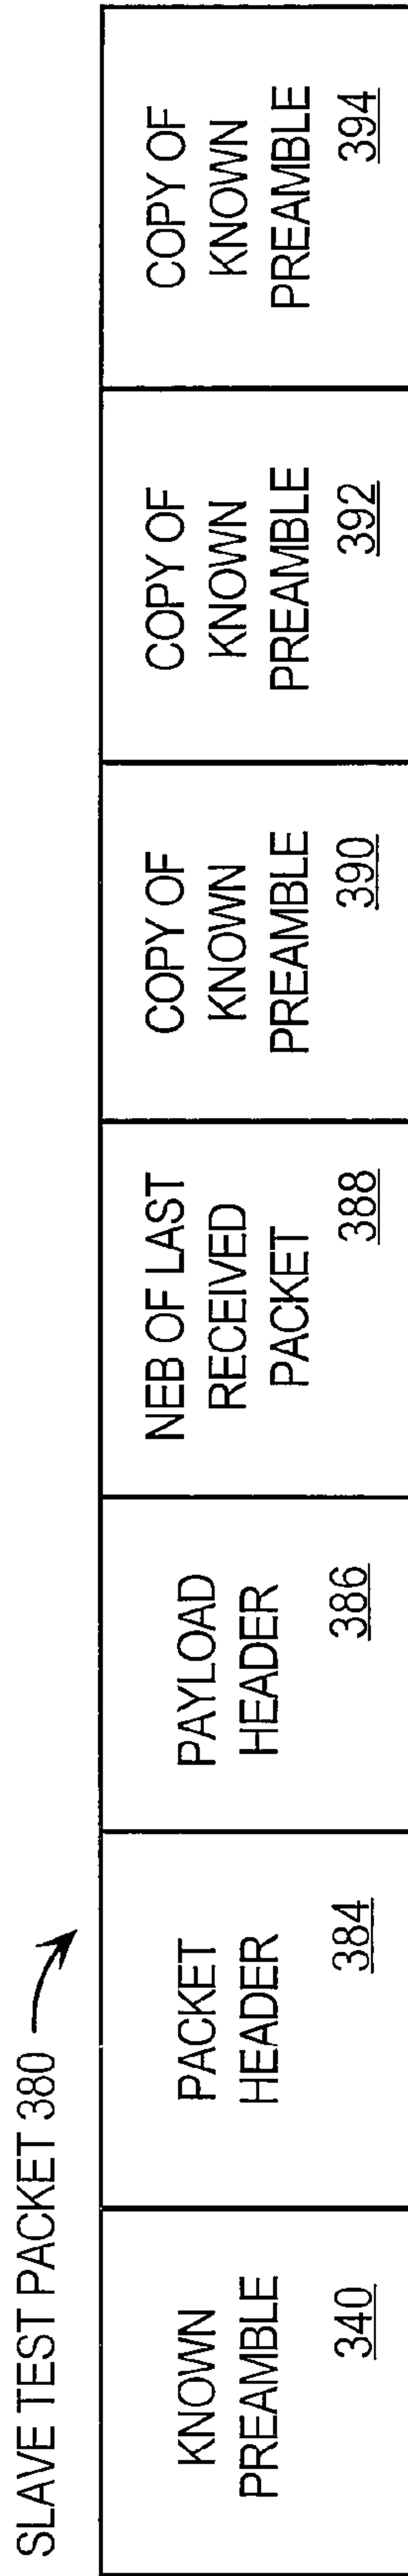 SLAVE TEST PACKET 380
KNOWN
PREAMBLE
340
PACKET
HEADER
384
PAYLOAD
HEADER
386
NEB OF LAST
RECEIVED
PACKET
388
COPY OF
KNOWN
PREAMBLE
390
COPY OF
KNOWN
PREAMBLE
392
COPY OF
KNOWN
PREAMBLE
394